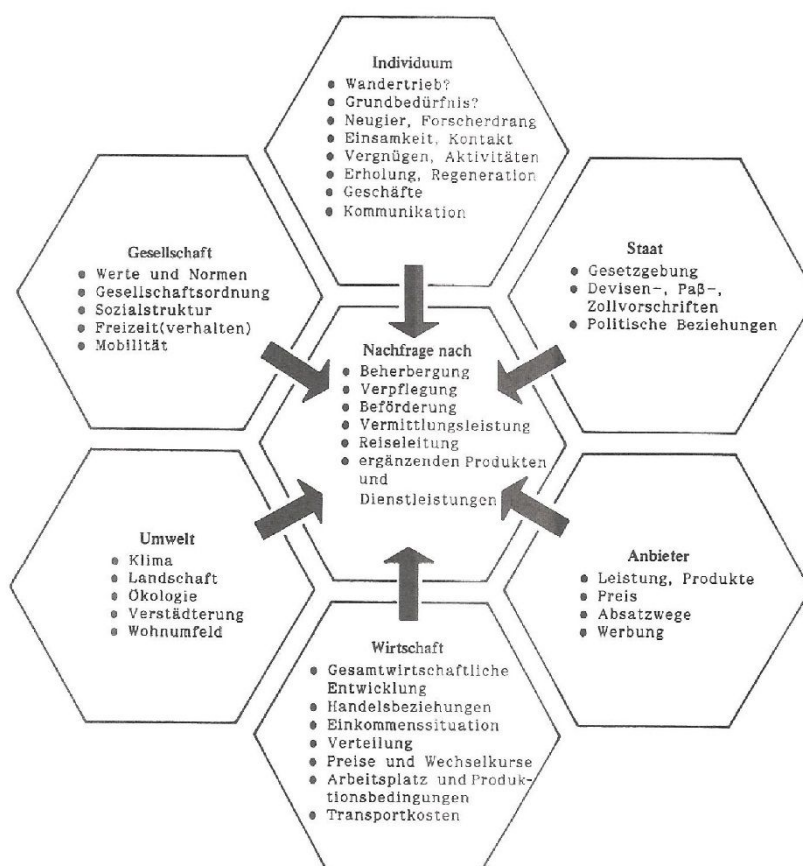 Individuum
● Wandertrieb?
● Grundbedürfnis?
● Neugier, Forscherdrang
● Einsamkeit, Kontakt
● Vergnügen, Aktivitäten
● Erholung, Regeneration
● Geschäfte
● Kommunikation
Gesellschaft
● Werte und Normen
● Gesellschaftsordnung
● Sozialstruktur
● Freizeit(verhalten)
● Mobilität
Staat
● Gesetzgebung
● Devisen-, Paß-,
Zollvorschriften
● Politische Beziehungen
Nachfrage nach
● Beherbergung
● Verpflegung
● Beförderung
● Vermittlungsleistung
● Reiseleitung
● ergänzenden Produkten
und
Dienstleistungen
Umwelt
● Klima
● Landschaft
● Ökologie
● Verstädterung
● Wohnumfeld
Anbieter
● Leistung, Produkte
● Preis
● Absatzwege
● Werbung
Wirtschaft
● Gesamtwirtschaftliche
Entwicklung
● Handelsbeziehungen
● Einkommenssituation
● Verteilung
● Preise und Wechselkurse
● Arbeitsplatz und Produk-
tionsbedingungen
● Transportkosten